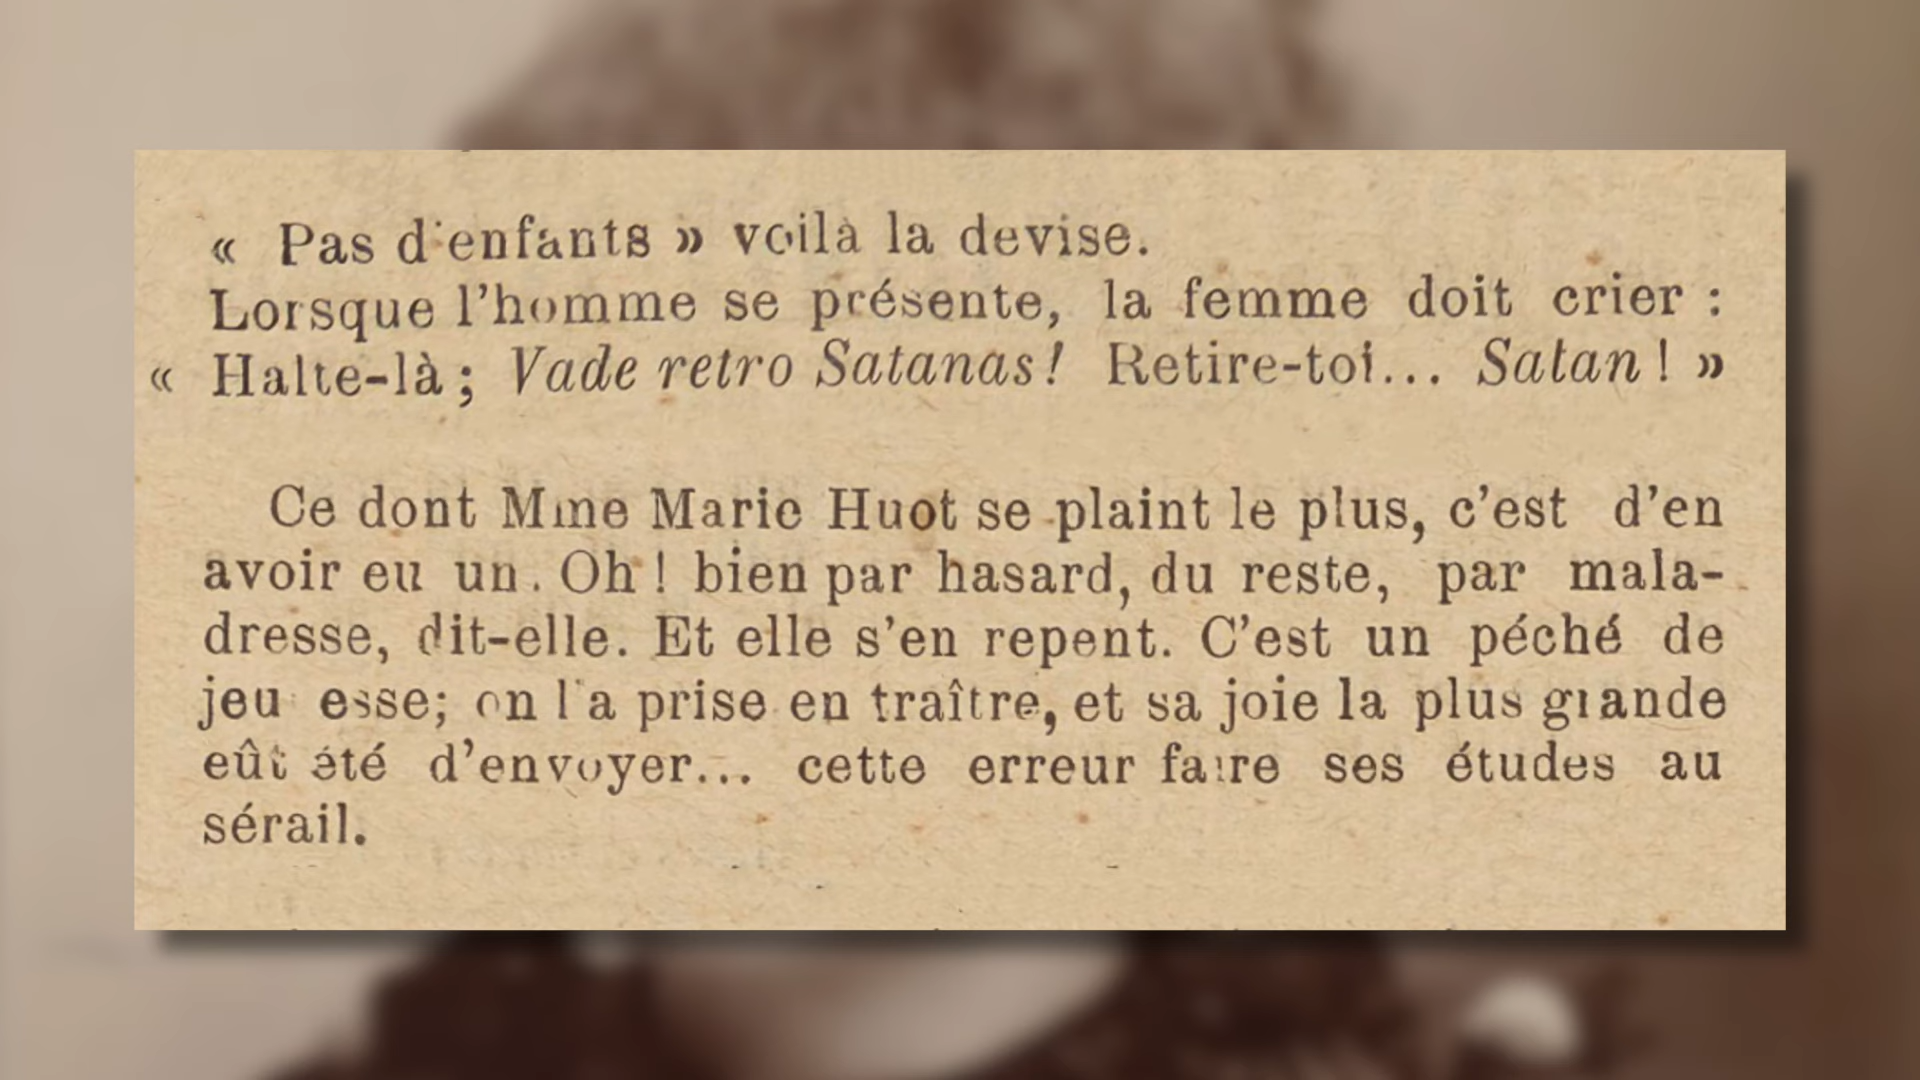 « Pas d'enfants » voilà la devise.
Lorsque l'homme se présente, la femme doit crier :
« Halte-là ; Vade retro Satanas ! Retire-toi... Satan ! »
Ce dont Mme Marie Huot se plaint le plus, c'est d'en
avoir eu un. Oh ! bien par hasard, du reste, par mala-
dresse, dit-elle. Et elle s'en repent. C'est un péché de
jeu esse; on l'a prise en traître, et sa joie la plus grande
eût été d'envoyer... cette erreur faire ses études au
sérail.